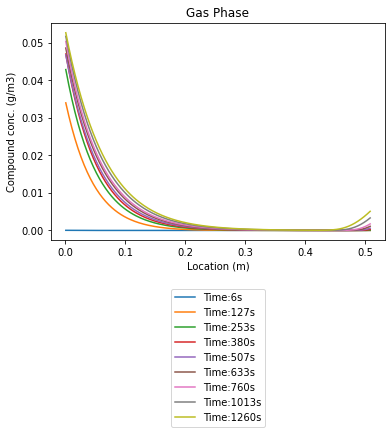 Gas Phase
Compound conc. (g/m3)
0.05
0.04
0.03
0.02
0.01
0.00
0.0 0.1 0.2 0.3 0.4 0.5
Location (m)
Time:6s
Time:127s
Time:253s
Time:380s
Time:507s
Time:633s
Time:760s
Time:1013s
Time:1260s